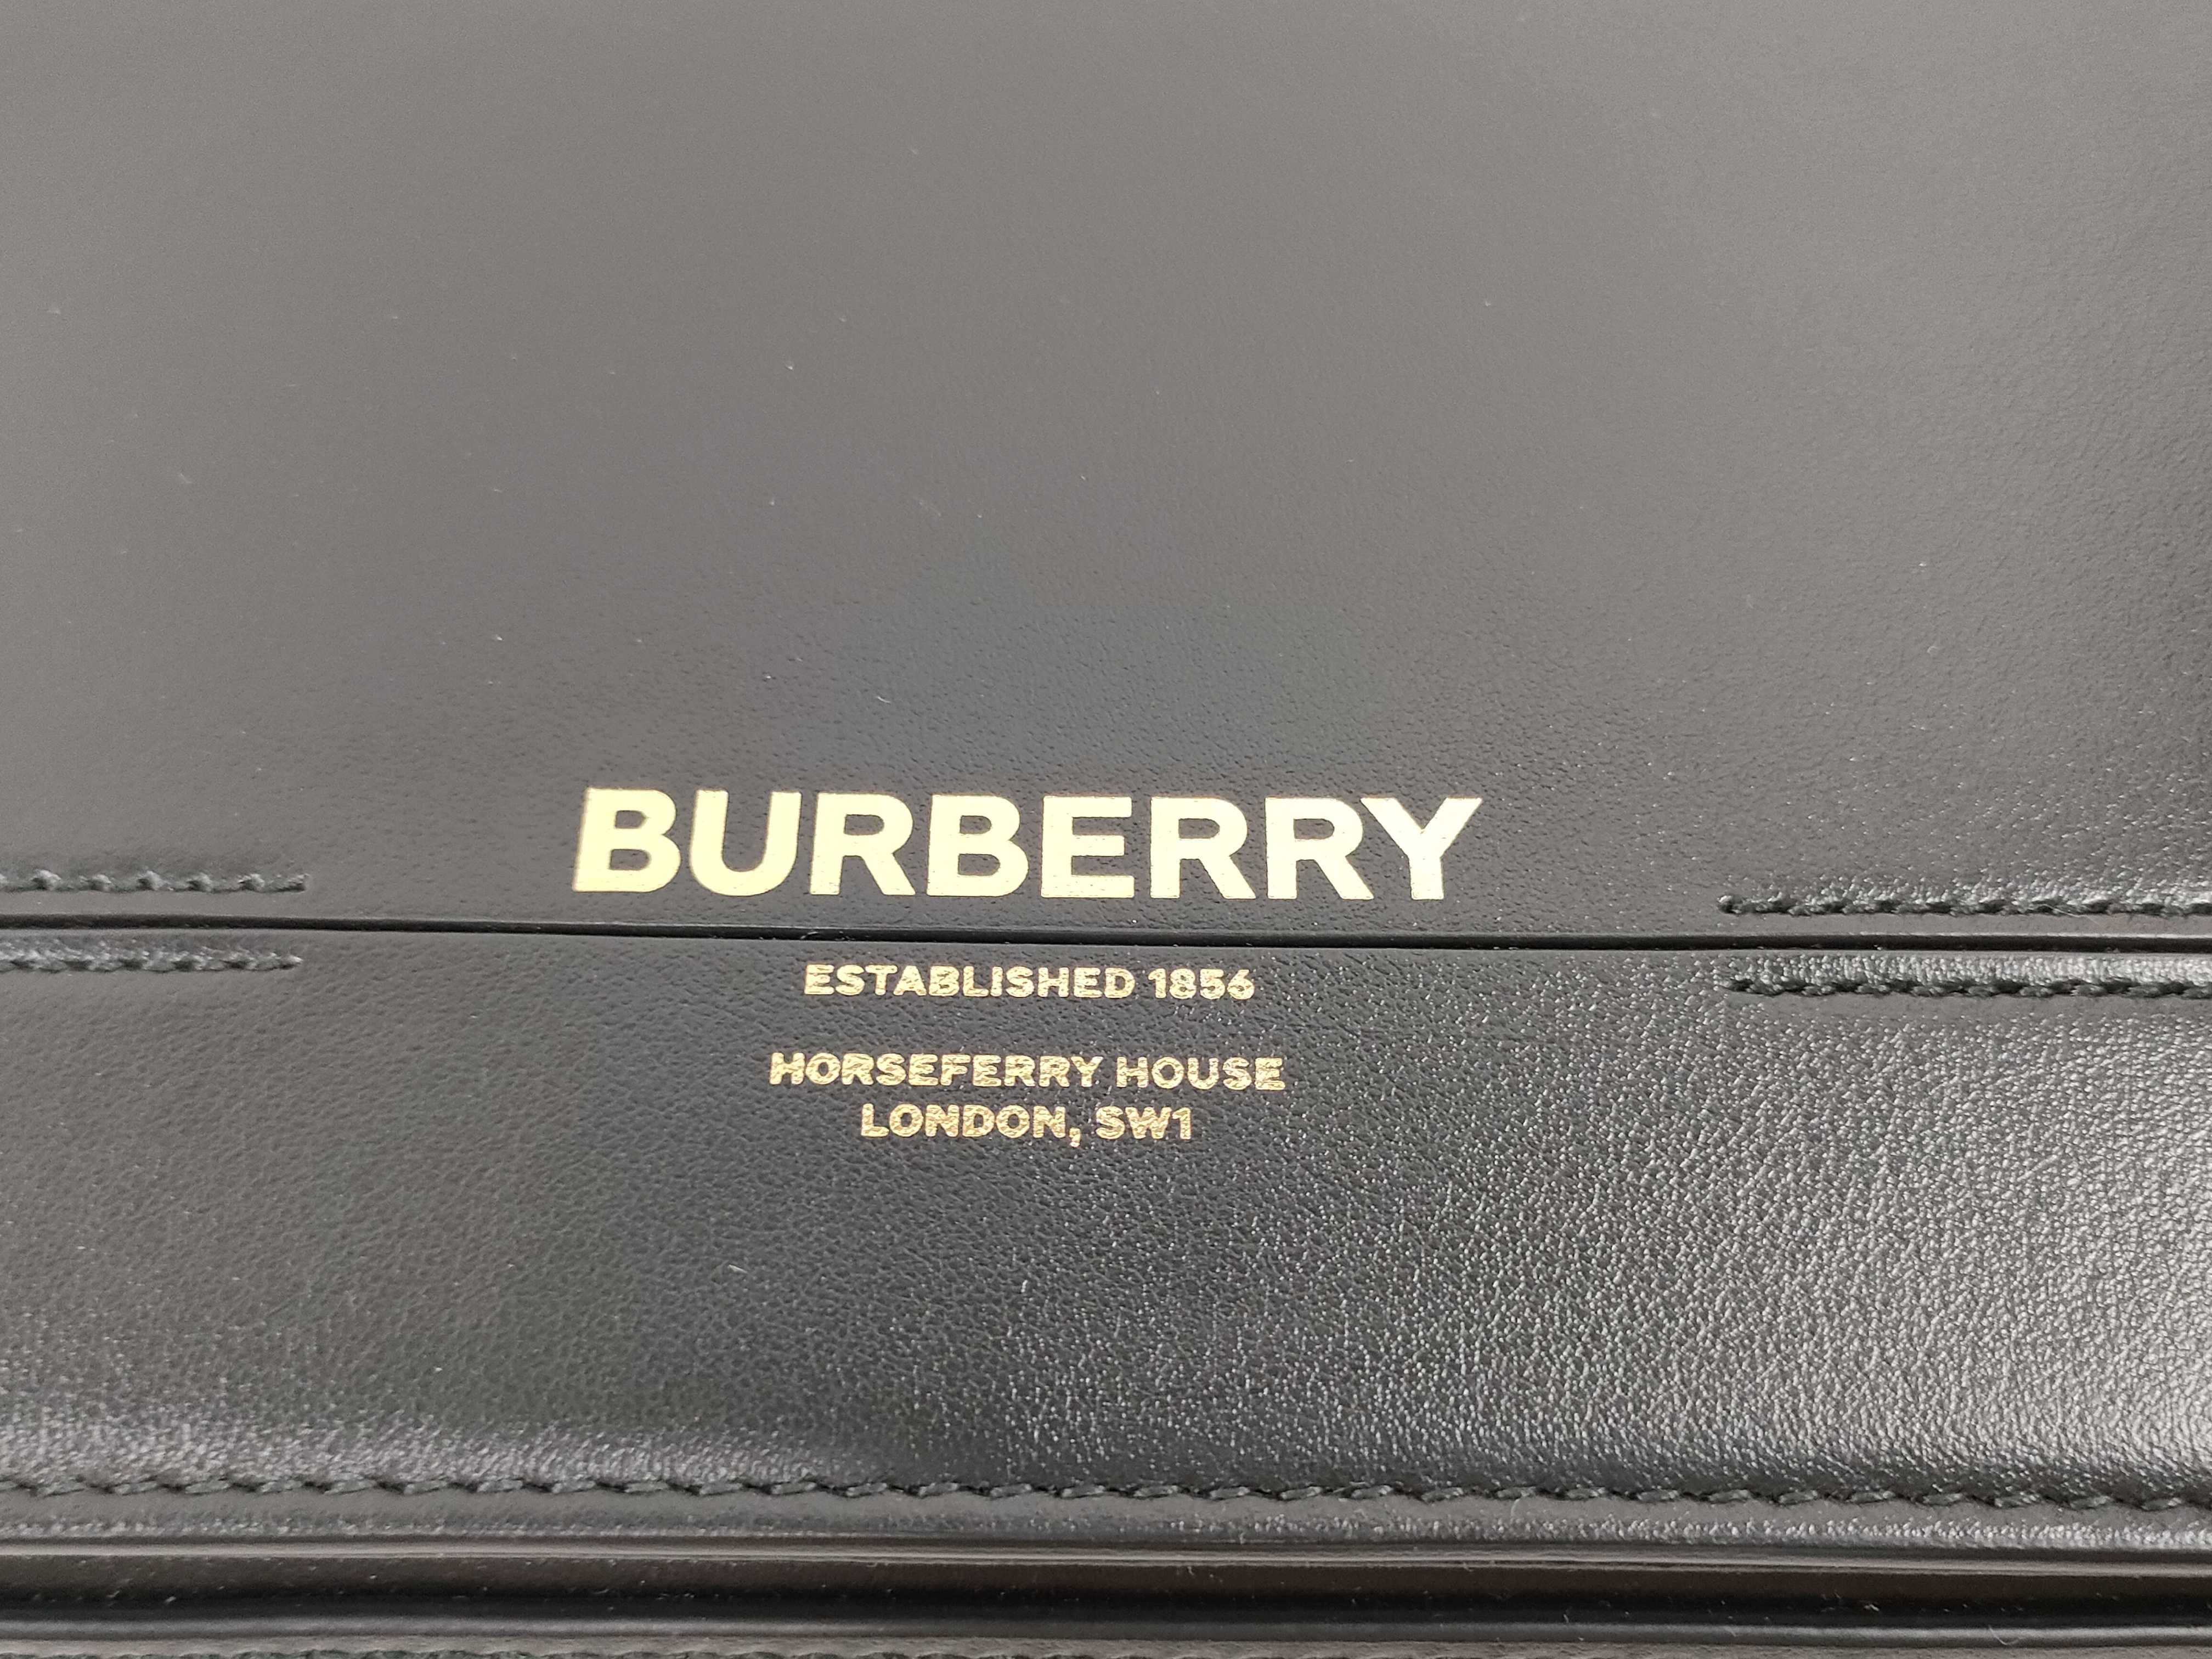 BURBERRY
ESTABLISHED 1856
HORSEFERRY HOUSE
LONDON, SW1